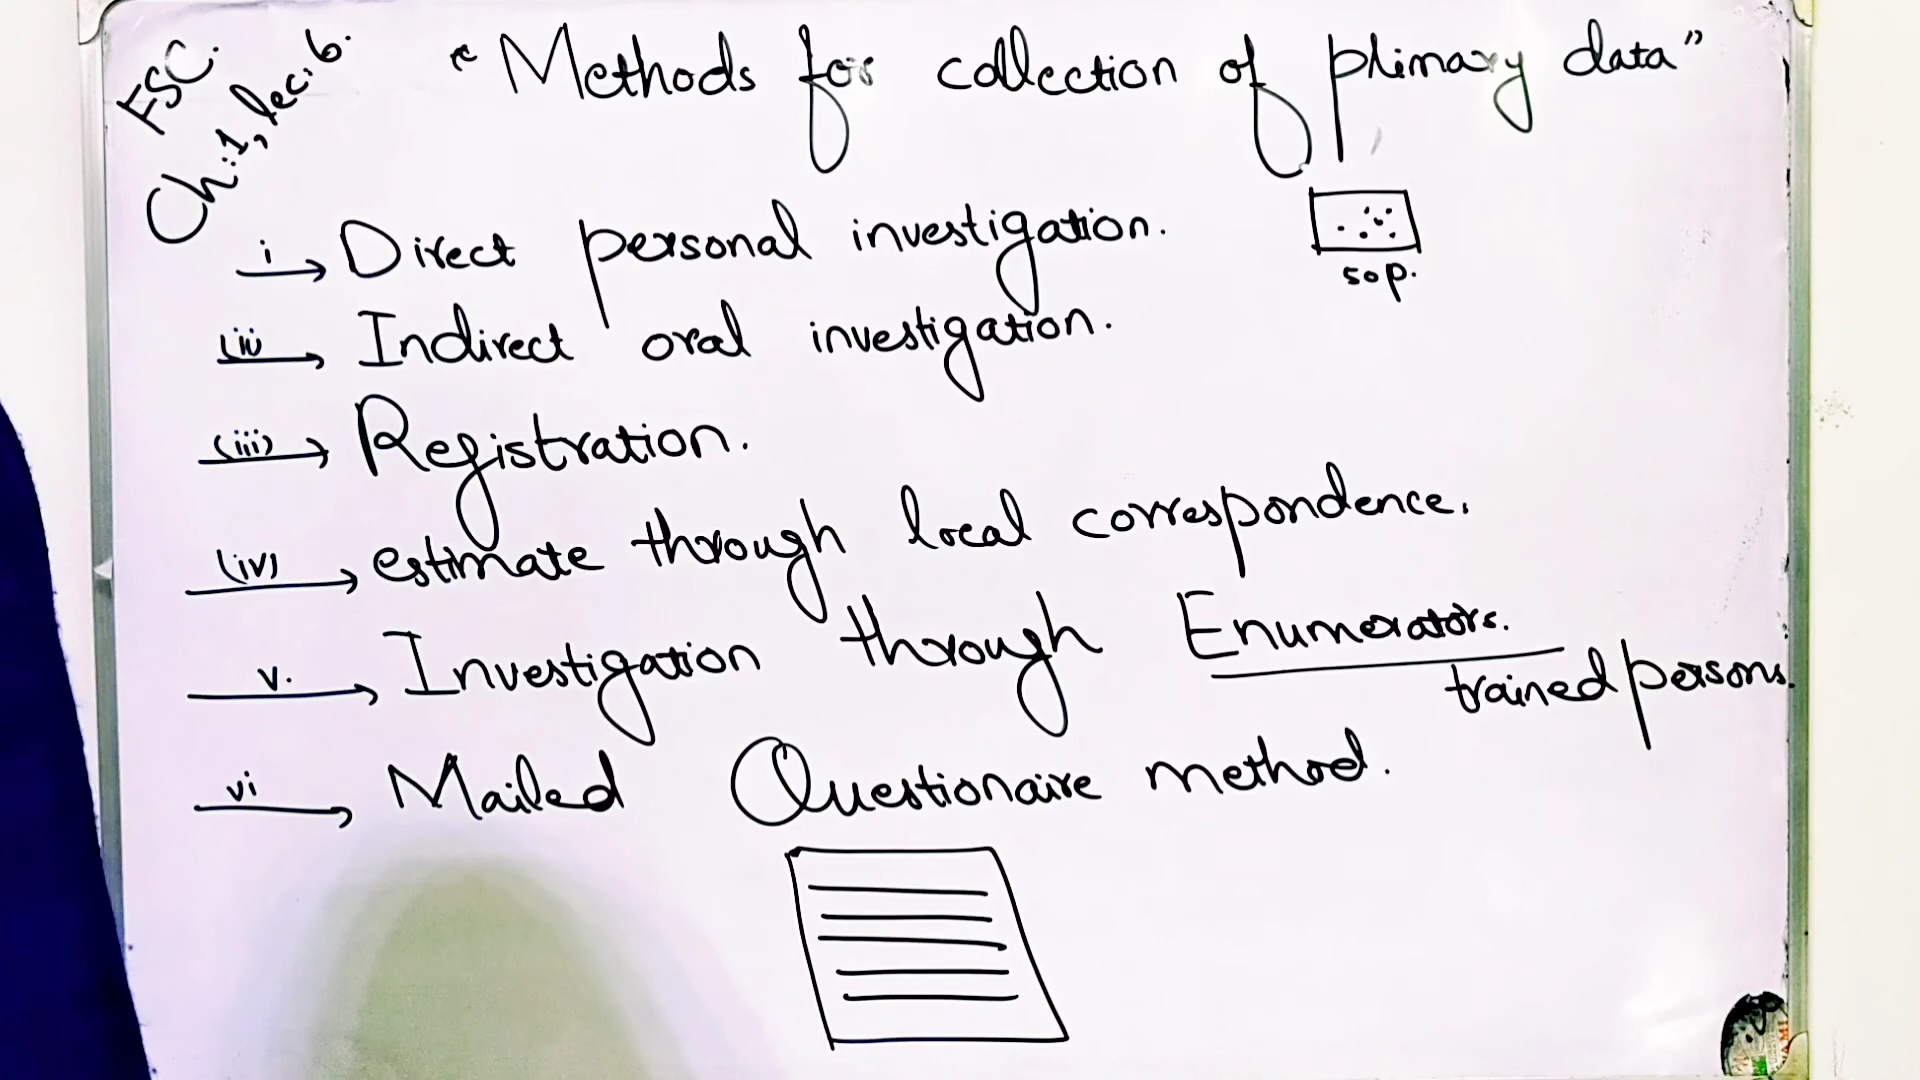 FSC.
Ch:1, lec:6.
"Methods for collection of primary data"
i → Direct personal investigation.
50 p.
(ii → Indirect oral investigation.
(iii) → Registration.
(iv) → estimate through local correspondence.
v. → Investigation through Enumerators.
trained persons.
vi → Mailed Questionaire method.